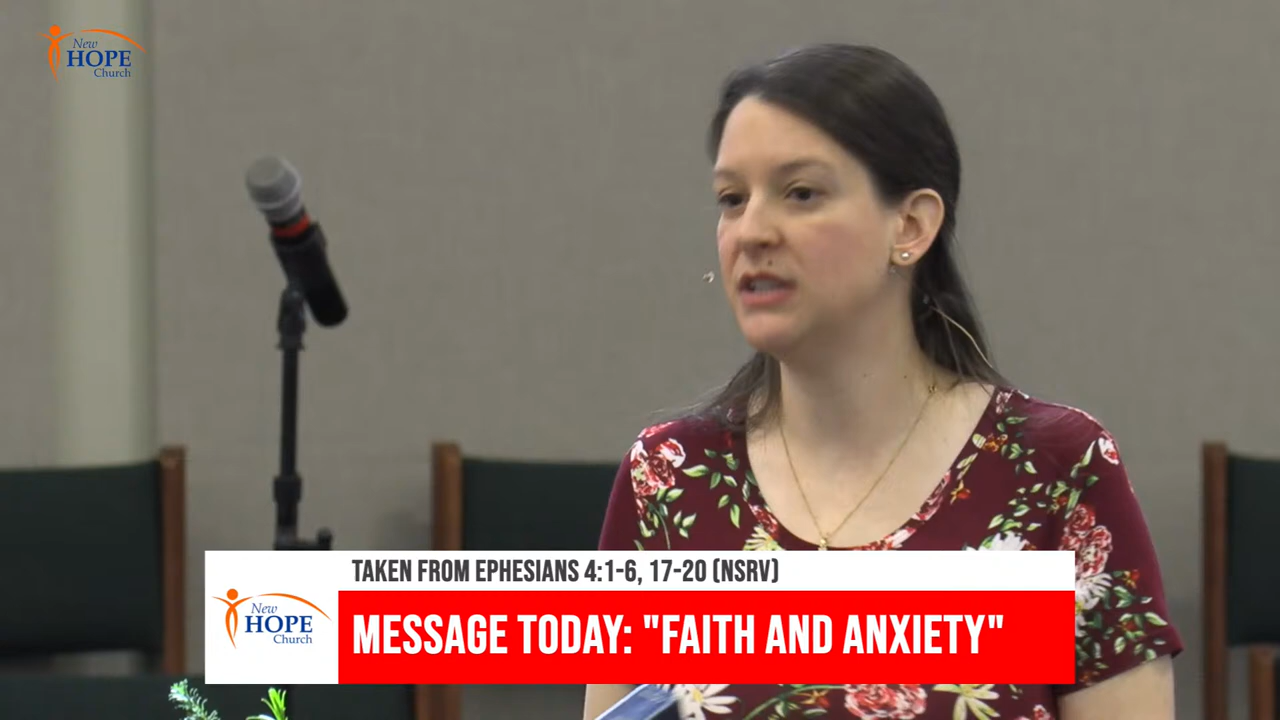 New
HOPE
Church
TAKEN FROM EPHESIANS 4:1-6, 17-20 (NSRV)
New
HOPE
Church
MESSAGE TODAY: "FAITH AND ANXIETY"